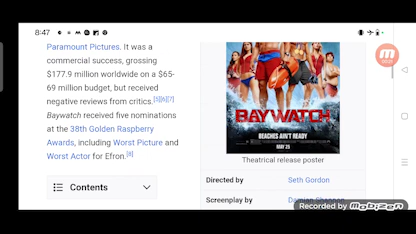 8:47
Paramount Pictures. It was a
commercial success, grossing
$177.9 million worldwide on a $65-
69 million budget, but received
negative reviews from critics.[5][6][7]
Baywatch received five nominations
at the 38th Golden Raspberry
Awards, including Worst Picture and
Worst Actor for Efron.[8]
Contents
BAYWATCH
BEACHES AIN'T READY
MAY 25
Theatrical release poster
Directed by Seth Gordon
Screenplay by
Recorded by Mobizen